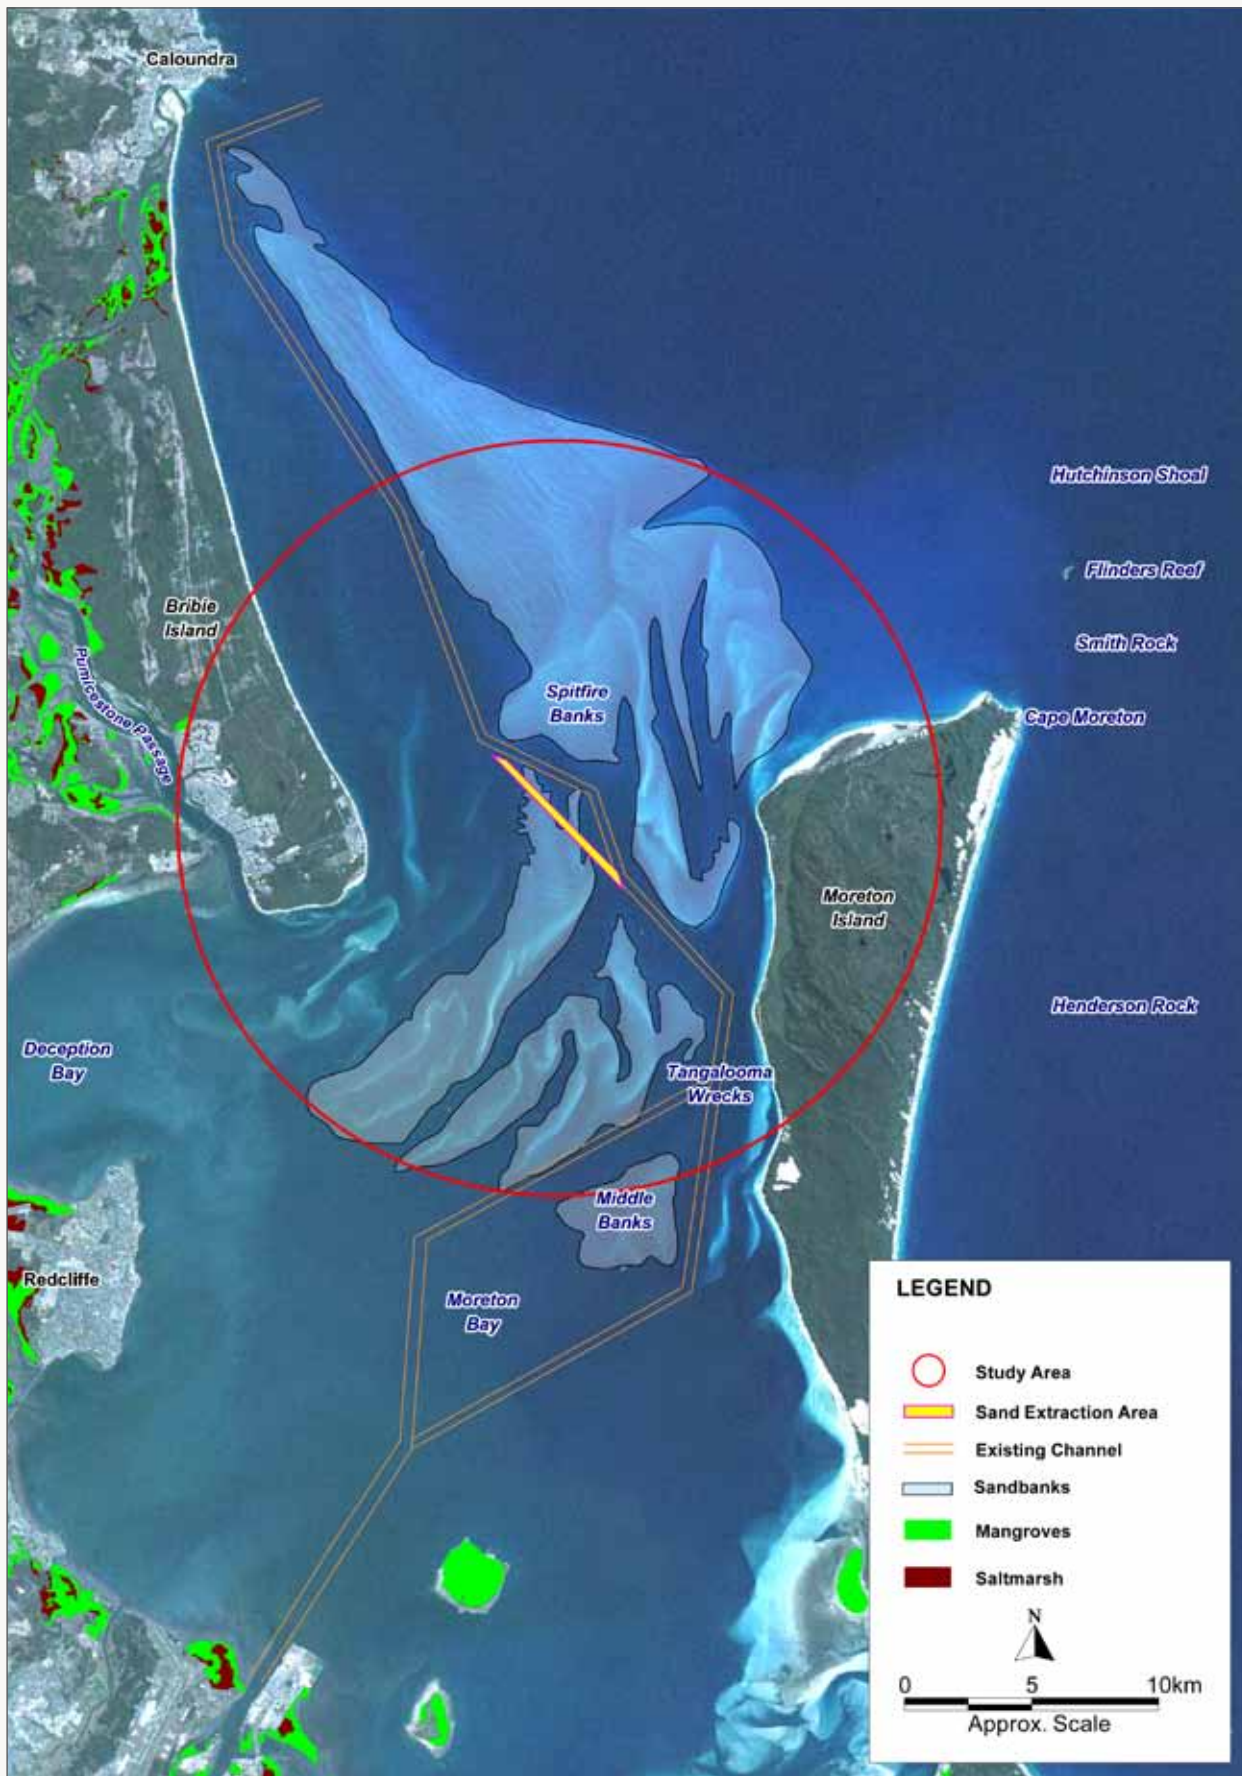 Caloundra
Hutchinson Shoal
Flinders Reef
Bribie
Island
Smith Rock
Pumicestone Passage
Spitfire
Banks
Cape Moreton
Moreton
Island
Henderson Rock
Deception
Bay
Tangalooma
Wrecks
Middle
Banks
Redcliffe
Moreton
Bay
LEGEND
Study Area
Sand Extraction Area
Existing Channel
Sandbanks
Mangroves
Saltmarsh
N
0 5 10km
Approx. Scale